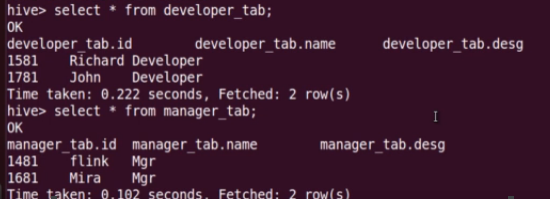 hive> select * from developer_tab;
OK
developer_tab.id developer_tab.name developer_tab.desg
1581 Richard Developer
1781 John Developer
Time taken: 0.222 seconds, Fetched: 2 row(s)
hive> select * from manager_tab;
OK
manager_tab.id manager_tab.name manager_tab.desg
1481 flink Mgr
1681 Mira Mgr
Time taken: 0.102 seconds, Fetched: 2 row(s)